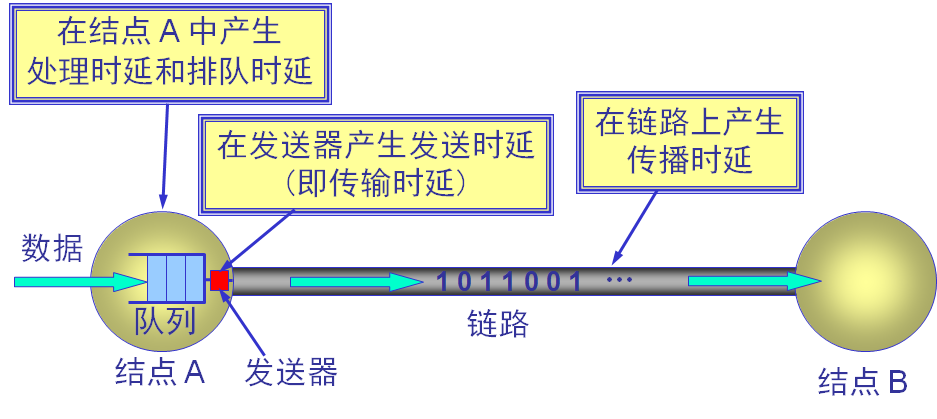 在结点 A 中产生
处理时延和排队时延
在发送器产生发送时延
(即传输时延)
在链路上产生
传播时延
数据
1 0 1 1 0 0 1 …
队列
链路
结点 A
发送器
结点 B